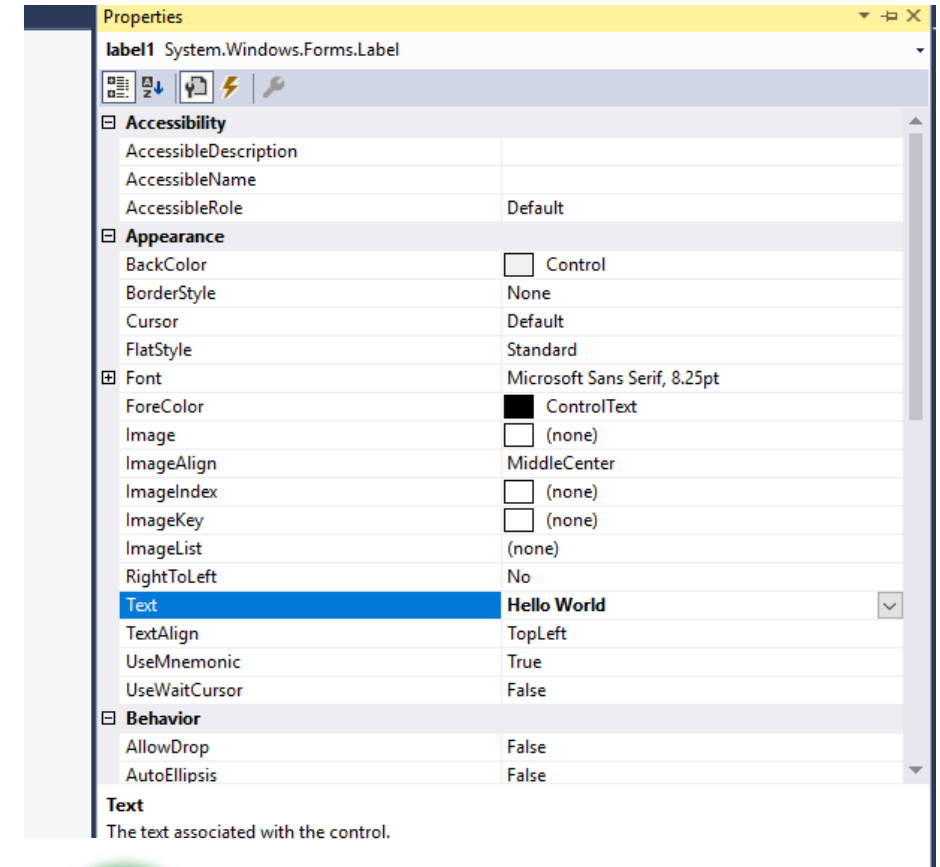 Properties
label1 System.Windows.Forms.Label
Accessibility
AccessibleDescription
AccessibleName
AccessibleRole Default
Appearance
BackColor Control
BorderStyle None
Cursor Default
FlatStyle Standard
Font Microsoft Sans Serif, 8.25pt
ForeColor ControlText
Image (none)
ImageAlign MiddleCenter
ImageIndex (none)
ImageKey (none)
ImageList (none)
RightToLeft No
Text Hello World
TextAlign TopLeft
UseMnemonic True
UseWaitCursor False
Behavior
AllowDrop False
AutoEllipsis False
Text
The text associated with the control.